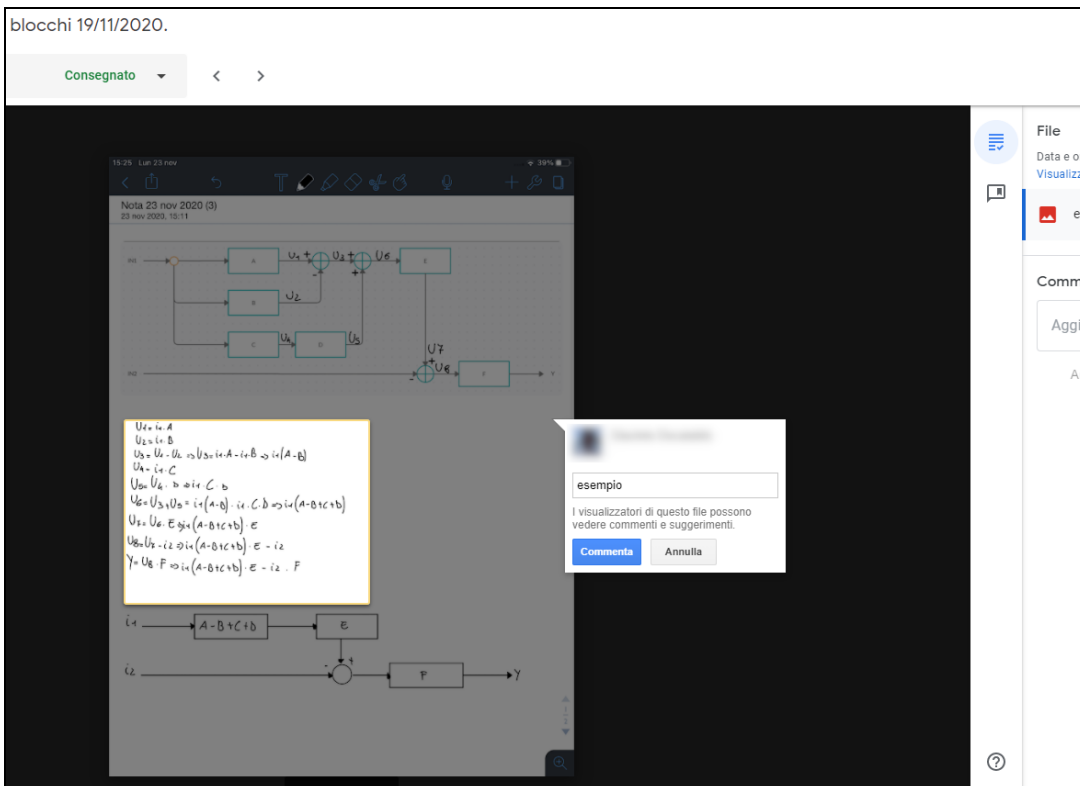 blocchi 19/11/2020.
Consegnato
File
Data e o
Visualizz
e
Comm
Aggi
A
15:25 Lun 23 nov
39%
Nota 23 nov 2020 (3)
23 nov 2020, 15:11
IN1
A
U1 +
U3 +
U6
E
-
+
B
U2
C
U4
D
U5
U7
+
IN2
-
U8
F
Y
U1= i1.A
U2= i1.B
U3= U1-U2 => U3= i1.A-i1.B => i1(A-B)
U4= i1.C
U5= U4.D => i1.C.D
U6= U3+U5= i1(A-B).i1.C.D => i1(A-B+C+D)
U7= U6.E => i1(A-B+C+D).E
U8= U7-i2 => i1(A-B+C+D).E - i2
Y= U8.F => i1(A-B+C+D).E - i2 . F
esempio
I visualizzatori di questo file possono
vedere commenti e suggerimenti.
Commenta
Annulla
i1
A-B+C+D
E
i2
-
+
F
Y